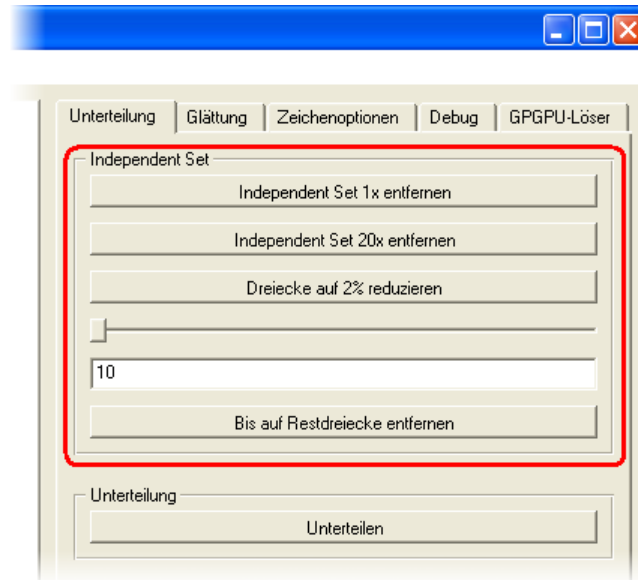 Unterteilung Glättung Zeichenoptionen Debug GPGPU-Löser
Independent Set
Independent Set 1x entfernen
Independent Set 20x entfernen
Dreiecke auf 2% reduzieren
10
Bis auf Restdreiecke entfernen
Unterteilung
Unterteilen